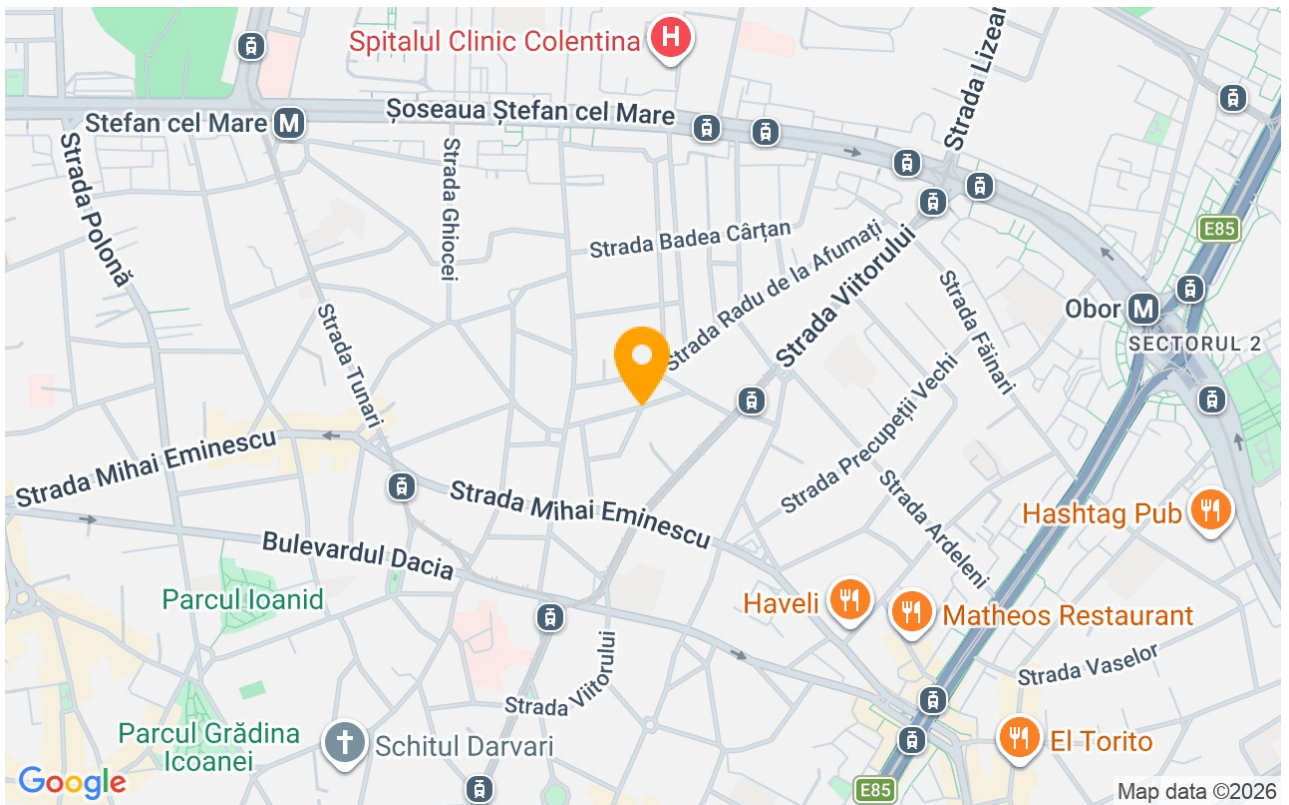 Spitalul Clinic Colentina
H
Strada Lizear
Șoseaua Ștefan cel Mare
Stefan cel Mare
M
Strada Polonă
Strada Ghiocei
Strada Badea Cârțan
Strada Radu de la Afumați
Strada Viitorului
E85
Strada Făinari
Obor
M
SECTORUL 2
Strada Tunari
Strada Precupeții Vechi
Strada Mihai Eminescu
Strada Mihai Eminescu
Strada Ardeleni
Hashtag Pub
Bulevardul Dacia
Parcul Ioanid
Haveli
Matheos Restaurant
Strada Viitorului
Strada Vaselor
Parcul Grădina
Icoanei
Schitul Darvari
El Torito
Google
E85
Map data ©2026